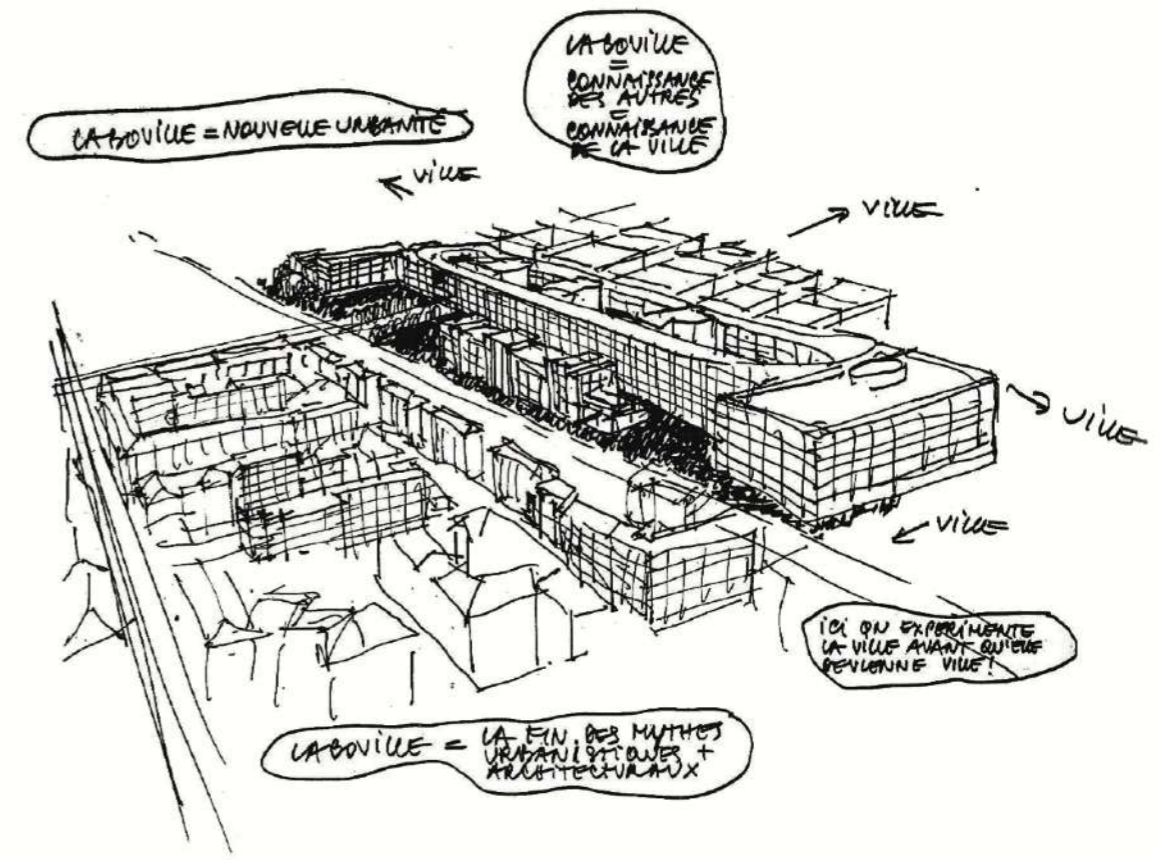 LABOVILLE
=
CONNAISSANCE
DES AUTRES
=
CONNAISSANCE
DE LA VILLE
LABOVILLE = NOUVELLE URBANITÉ
VILLE
VILLE
VILLE
VILLE
ICI ON EXPERIMENTE
LA VILLE AVANT QU'ELLE
DEVIENNE VILLE!
LABOVILLE = LA FIN DES MYTHES
URBANISTIQUES +
ARCHITECTURAUX